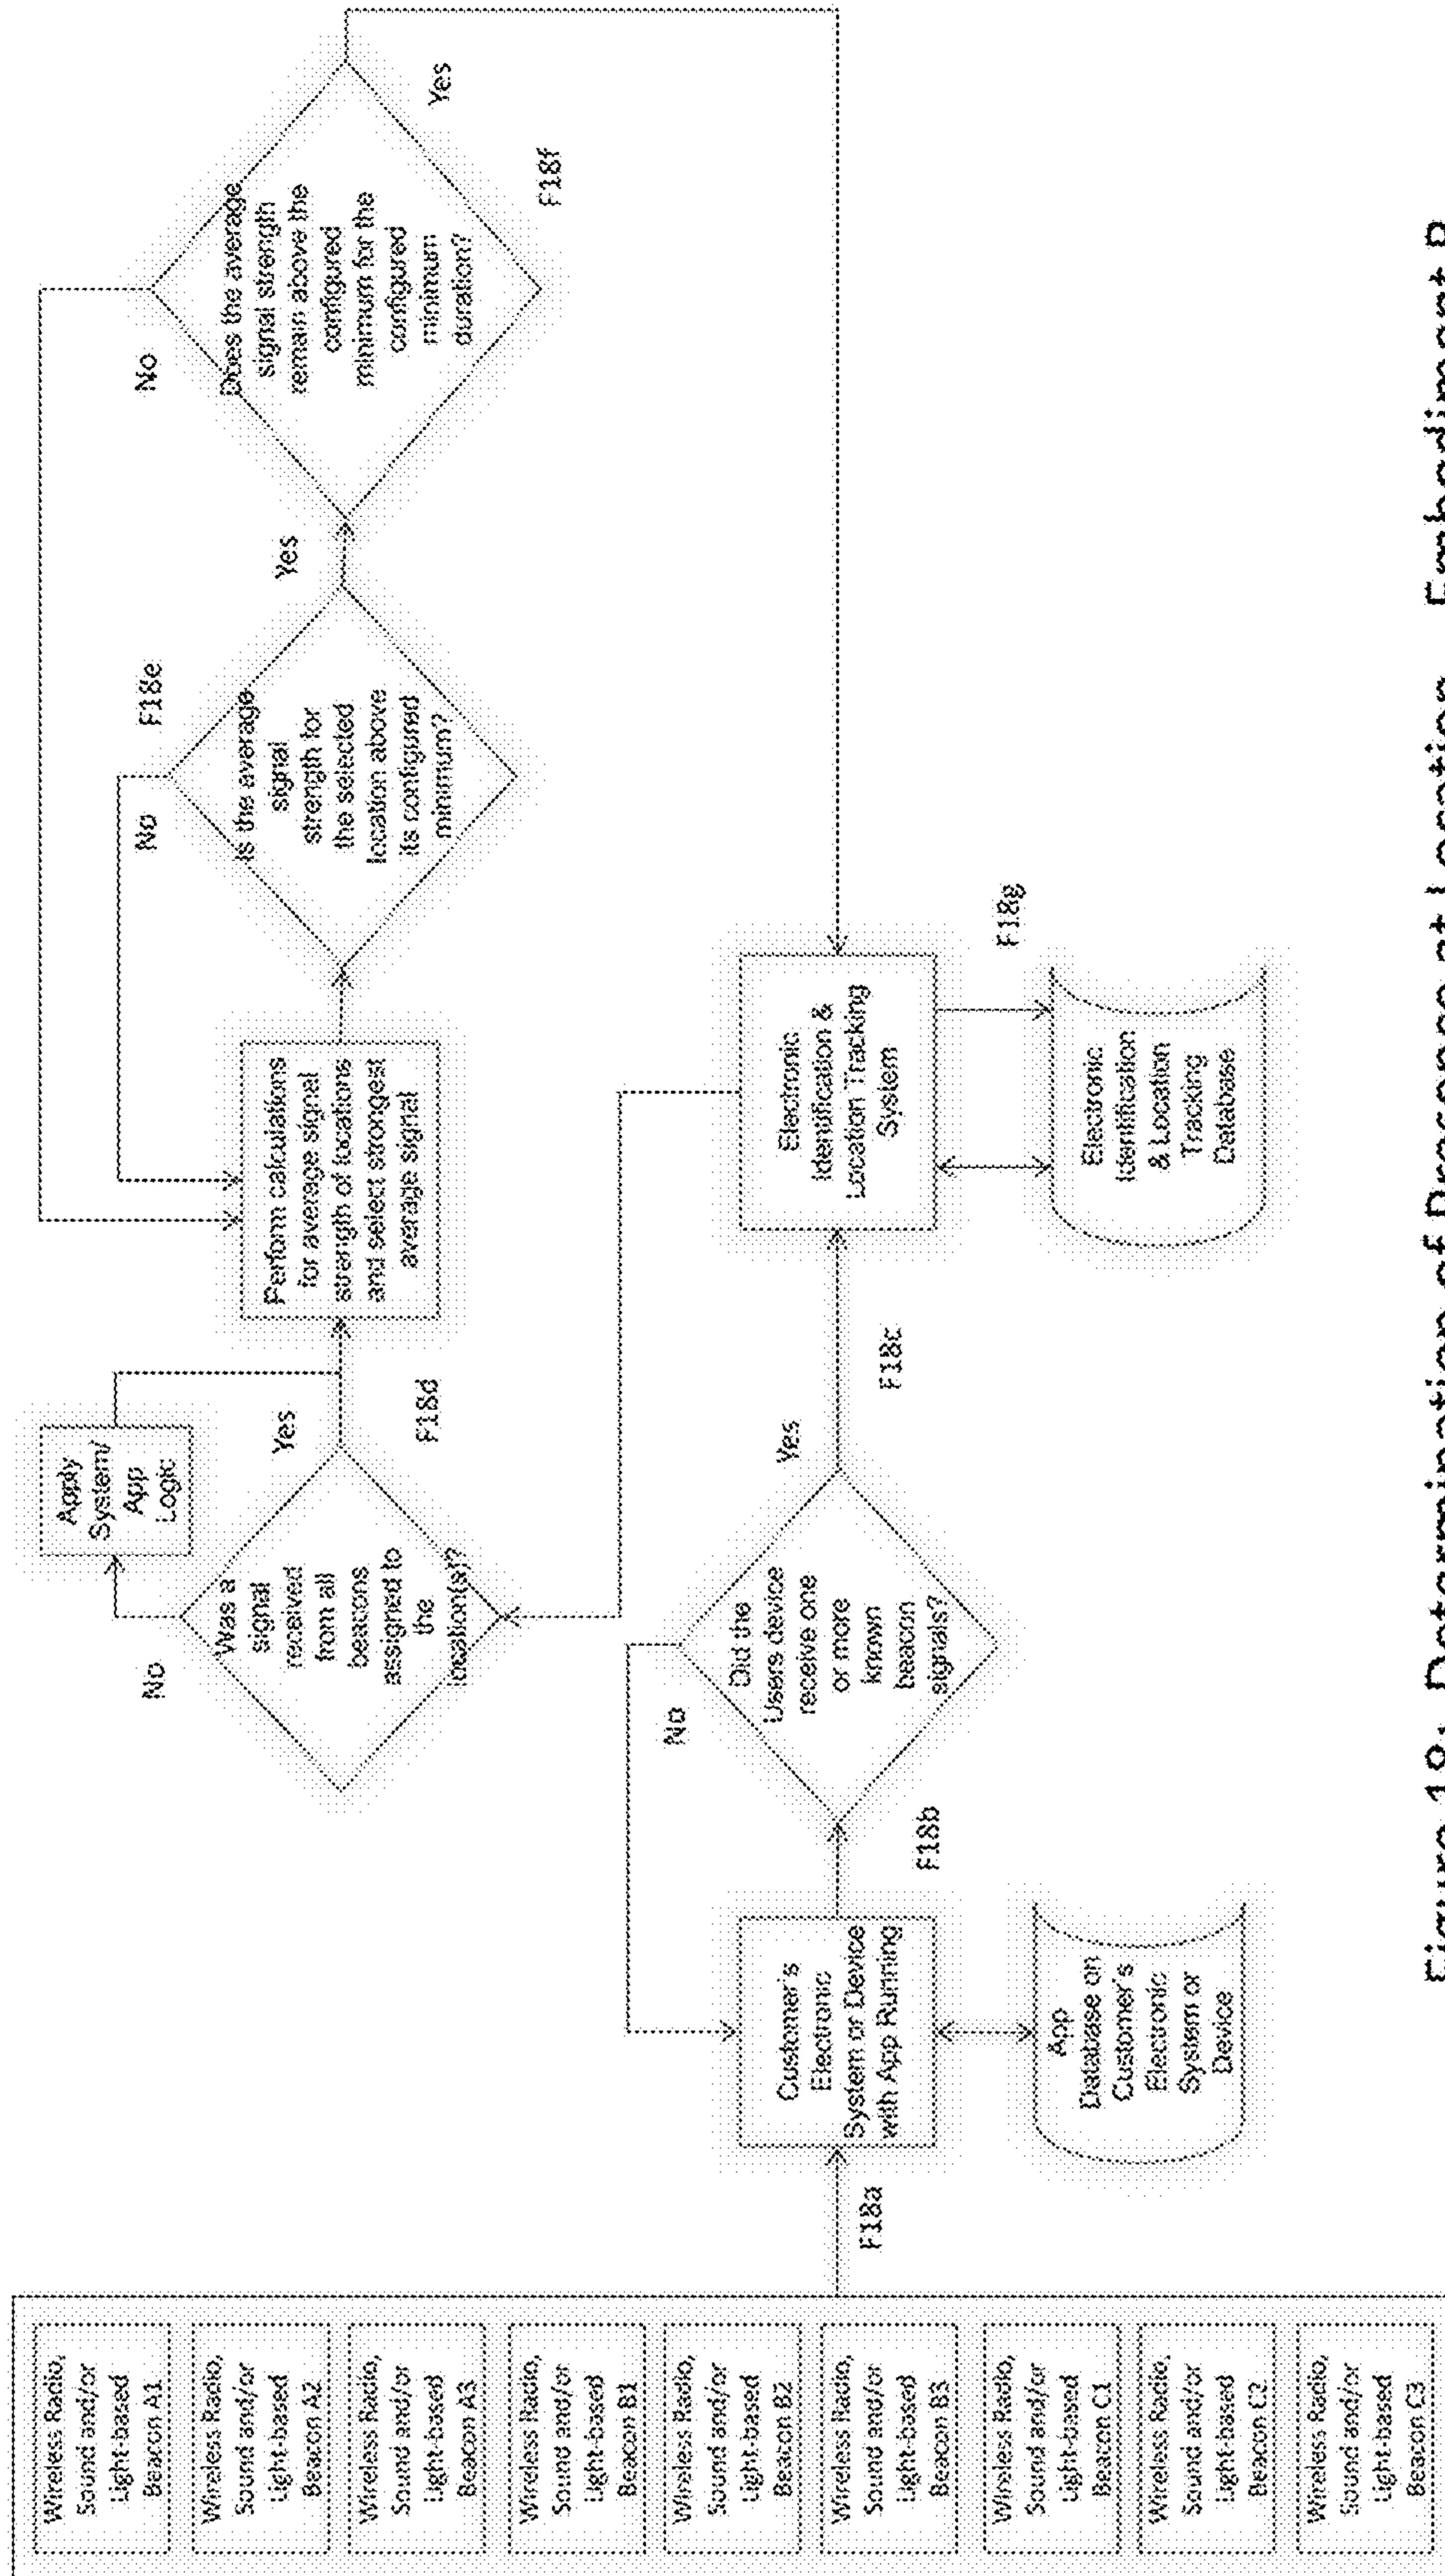 Wireless Radio,
Sound and/or
Light-based
Beacon A1
Wireless Radio,
Sound and/or
Light-based
Beacon A2
Wireless Radio,
Sound and/or
Light-based
Beacon A3
Wireless Radio,
Sound and/or
Light-based
Beacon B1
Wireless Radio,
Sound and/or
Light-based
Beacon B2
Wireless Radio,
Sound and/or
Light-based
Beacon B3
Wireless Radio,
Sound and/or
Light-based
Beacon C1
Wireless Radio,
Sound and/or
Light-based
Beacon C2
Wireless Radio,
Sound and/or
Light-based
Beacon C3
F18a
Customer's
Electronic
System or Device
with App Running
App
Database on
Customer's
Electronic
System or
Device
F18b
No
Did the
Users device
receive one
or more
known
beacon
signals?
Yes
F18c
Electronic
Identification &
Location Tracking
System
F18g
Electronic
Identification
& Location
Tracking
Database
No
Was a
signal
received
from all
beacons
assigned to
the
location(s)?
Apply
System/
App
Logic
Yes
F18d
Perform calculations
for average signal
strength of locations
and select strongest
average signal
No
F18e
Is the average
signal
strength for
the selected
location above
its configured
minimum?
Yes
No
Does the average
signal strength
remain above the
configured
minimum for the
configured
minimum
duration?
Yes
F18f
Figure 18: Determination of Presence at Location – Embodiment B